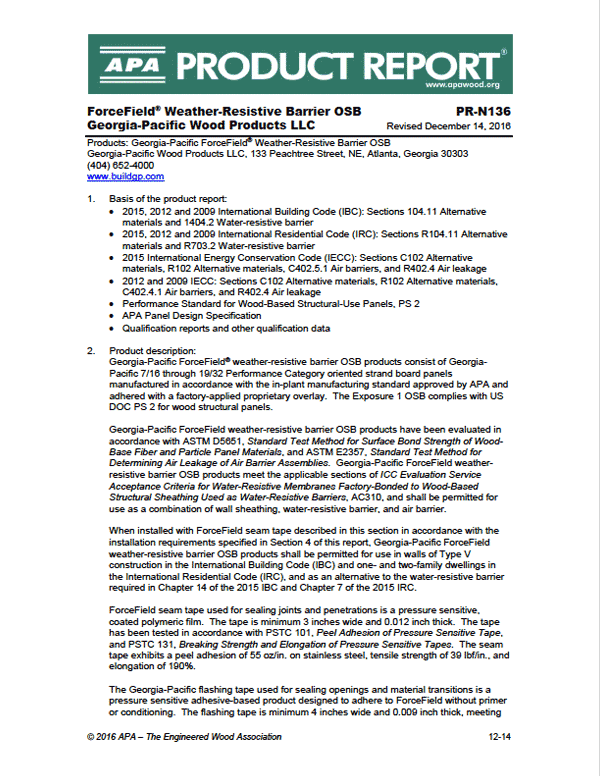 APA PRODUCT REPORT®
www.apawood.org
ForceField® Weather-Resistive Barrier OSB PR-N136
Georgia-Pacific Wood Products LLC Revised December 14, 2016
Products: Georgia-Pacific ForceField® Weather-Resistive Barrier OSB
Georgia-Pacific Wood Products LLC, 133 Peachtree Street, NE, Atlanta, Georgia 30303
(404) 652-4000
www.buildgp.com
1. Basis of the product report:
• 2015, 2012 and 2009 International Building Code (IBC): Sections 104.11 Alternative
materials and 1404.2 Water-resistive barrier
• 2015, 2012 and 2009 International Residential Code (IRC): Sections R104.11 Alternative
materials and R703.2 Water-resistive barrier
• 2015 International Energy Conservation Code (IECC): Sections C102 Alternative
materials, R102 Alternative materials, C402.5.1 Air barriers, and R402.4 Air leakage
• 2012 and 2009 IECC: Sections C102 Alternative materials, R102 Alternative materials,
C402.4.1 Air barriers, and R402.4 Air leakage
• Performance Standard for Wood-Based Structural-Use Panels, PS 2
• APA Panel Design Specification
• Qualification reports and other qualification data
2. Product description:
Georgia-Pacific ForceField® weather-resistive barrier OSB products consist of Georgia-
Pacific 7/16 through 19/32 Performance Category oriented strand board panels
manufactured in accordance with the in-plant manufacturing standard approved by APA and
adhered with a factory-applied proprietary overlay. The Exposure 1 OSB complies with US
DOC PS 2 for wood structural panels.
Georgia-Pacific ForceField weather-resistive barrier OSB products have been evaluated in
accordance with ASTM D5651, Standard Test Method for Surface Bond Strength of Wood-
Base Fiber and Particle Panel Materials, and ASTM E2357, Standard Test Method for
Determining Air Leakage of Air Barrier Assemblies. Georgia-Pacific ForceField weather-
resistive barrier OSB products meet the applicable sections of ICC Evaluation Service
Acceptance Criteria for Water-Resistive Membranes Factory-Bonded to Wood-Based
Structural Sheathing Used as Water-Resistive Barriers, AC310, and shall be permitted for
use as a combination of wall sheathing, water-resistive barrier, and air barrier.
When installed with ForceField seam tape described in this section in accordance with the
installation requirements specified in Section 4 of this report, Georgia-Pacific ForceField
weather-resistive barrier OSB products shall be permitted for use in walls of Type V
construction in the International Building Code (IBC) and one- and two-family dwellings in
the International Residential Code (IRC), and as an alternative to the water-resistive barrier
required in Chapter 14 of the 2015 IBC and Chapter 7 of the 2015 IRC.
ForceField seam tape used for sealing joints and penetrations is a pressure sensitive,
coated polymeric film. The tape is minimum 3 inches wide and 0.012 inch thick. The tape
has been tested in accordance with PSTC 101, Peel Adhesion of Pressure Sensitive Tape,
and PSTC 131, Breaking Strength and Elongation of Pressure Sensitive Tapes. The seam
tape exhibits a peel adhesion of 55 oz/in. on stainless steel, tensile strength of 39 lbf/in., and
elongation of 190%.
The Georgia-Pacific flashing tape used for sealing openings and material transitions is a
pressure sensitive adhesive-based product designed to adhere to ForceField without primer
or conditioning. The flashing tape is minimum 4 inches wide and 0.009 inch thick, meeting
© 2016 APA – The Engineered Wood Association 12-14